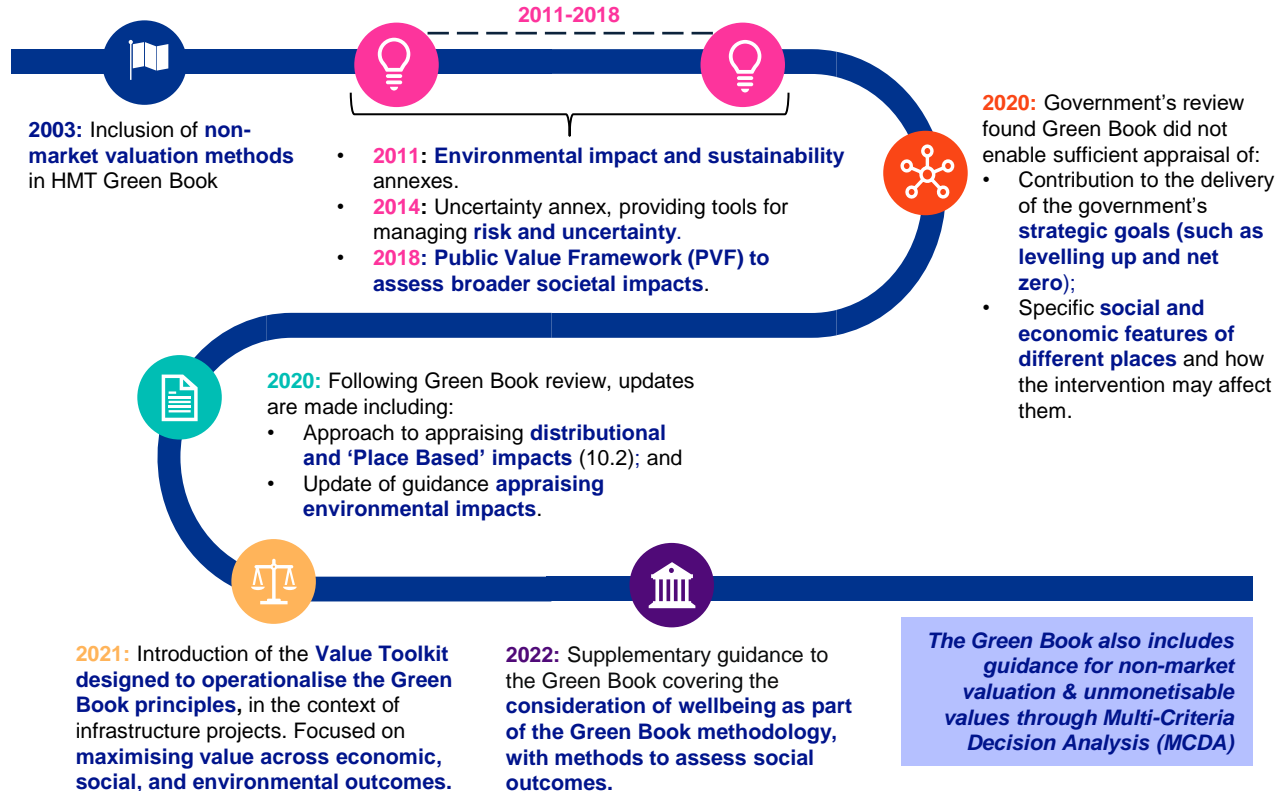 2011-2018
2003: Inclusion of non-
market valuation methods
in HMT Green Book
• 2011: Environmental impact and sustainability
annexes.
• 2014: Uncertainty annex, providing tools for
managing risk and uncertainty.
• 2018: Public Value Framework (PVF) to
assess broader societal impacts.
2020: Government’s review
found Green Book did not
enable sufficient appraisal of:
• Contribution to the delivery
of the government’s
strategic goals (such as
levelling up and net
zero);
• Specific social and
economic features of
different places and how
the intervention may affect
them.
2020: Following Green Book review, updates
are made including:
• Approach to appraising distributional
and ‘Place Based’ impacts (10.2); and
• Update of guidance appraising
environmental impacts.
2021: Introduction of the Value Toolkit
designed to operationalise the Green
Book principles, in the context of
infrastructure projects. Focused on
maximising value across economic,
social, and environmental outcomes.
2022: Supplementary guidance to
the Green Book covering the
consideration of wellbeing as part
of the Green Book methodology,
with methods to assess social
outcomes.
The Green Book also includes
guidance for non-market
valuation & unmonetisable
values through Multi-Criteria
Decision Analysis (MCDA)